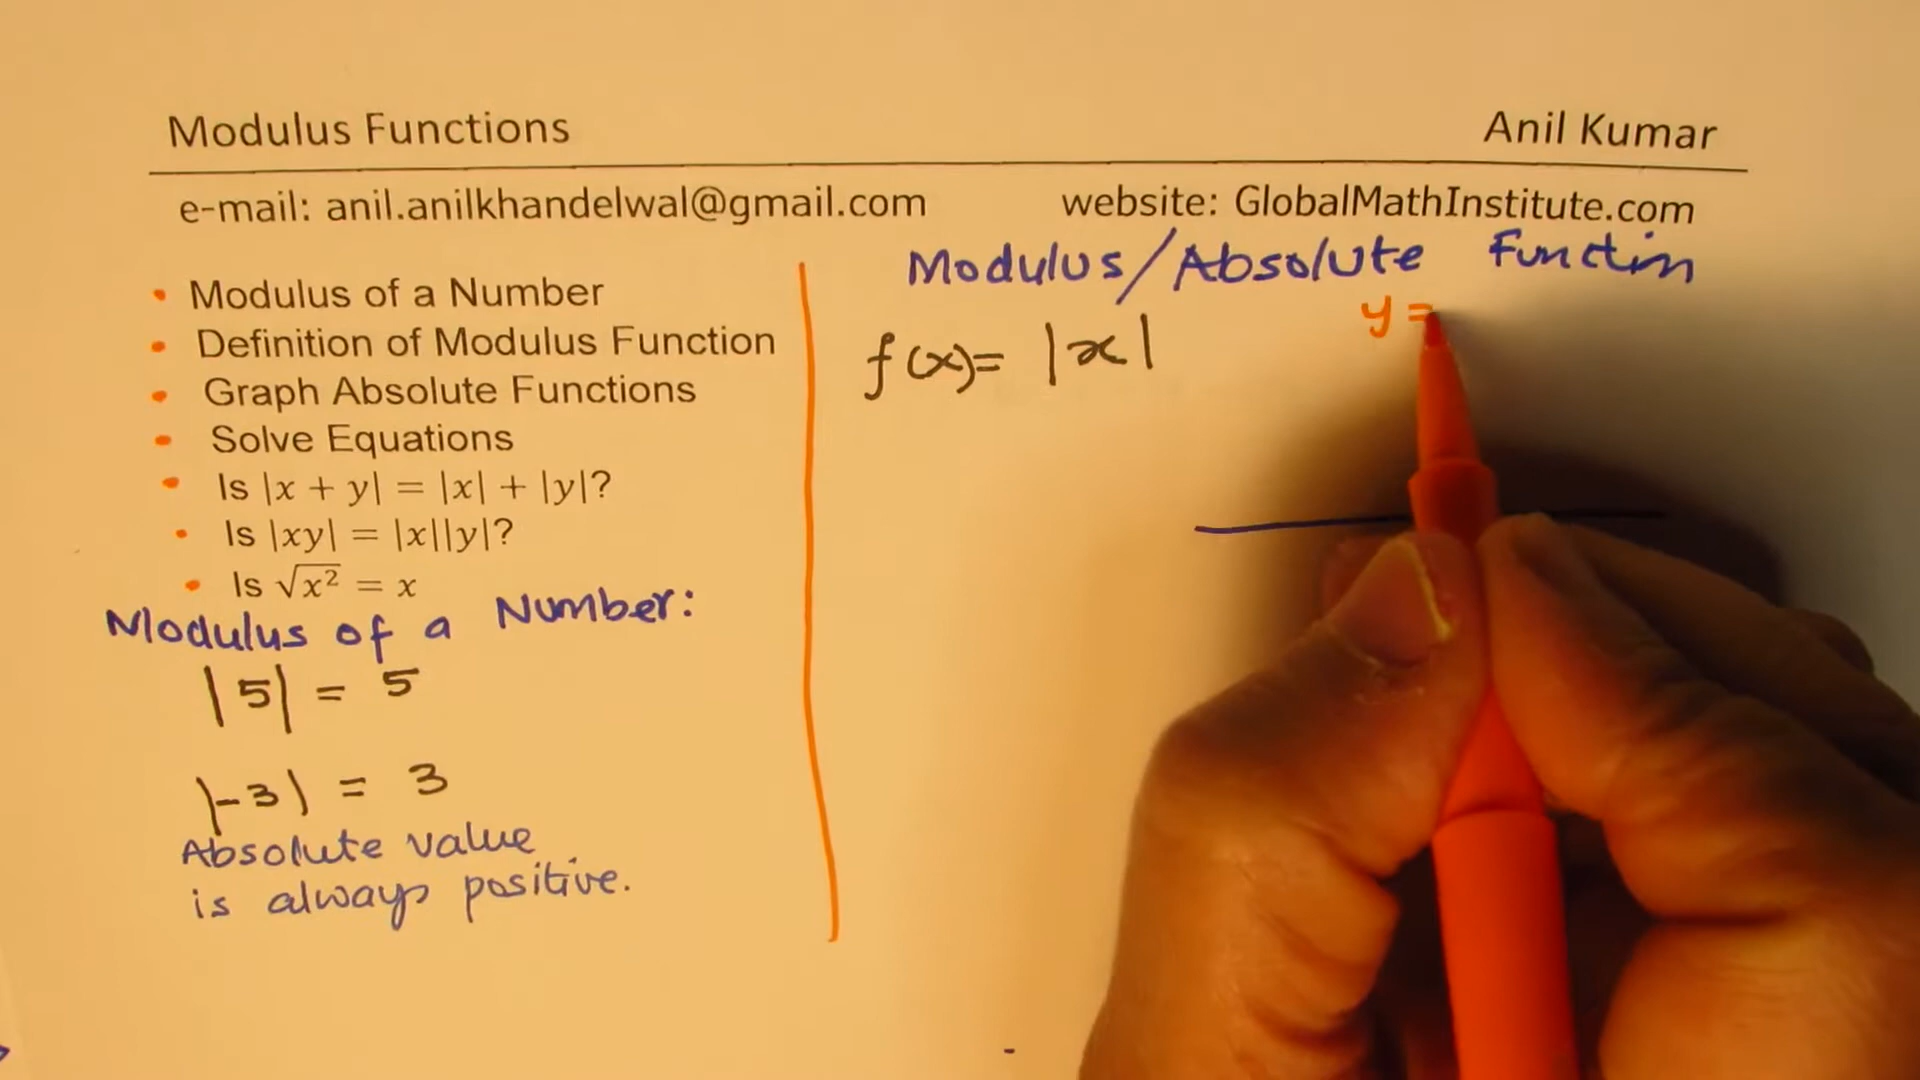 Modulus Functions
Anil Kumar
e-mail: anil.anilkhandelwal@gmail.com
website: GlobalMathInstitute.com
• Modulus of a Number
• Definition of Modulus Function
• Graph Absolute Functions
• Solve Equations
• Is |x + y| = |x| + |y|?
• Is |xy| = |x||y|?
• Is √x² = x
Modulus of a Number:
|5| = 5
|-3| = 3
Absolute value
is always positive.
Modulus/Absolute Functin
f(x)= |x|
y =